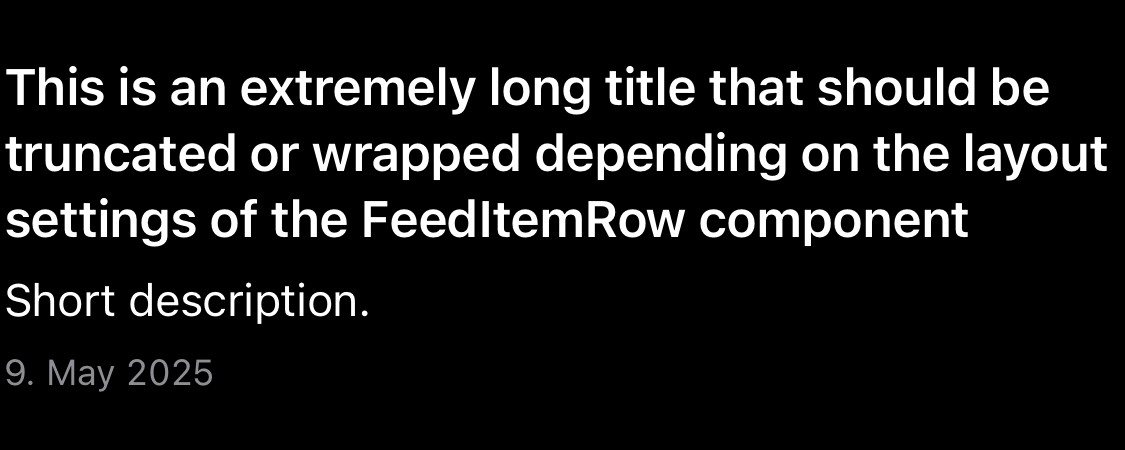 This is an extremely long title that should be
truncated or wrapped depending on the layout
settings of the FeedItemRow component
Short description.
9. May 2025